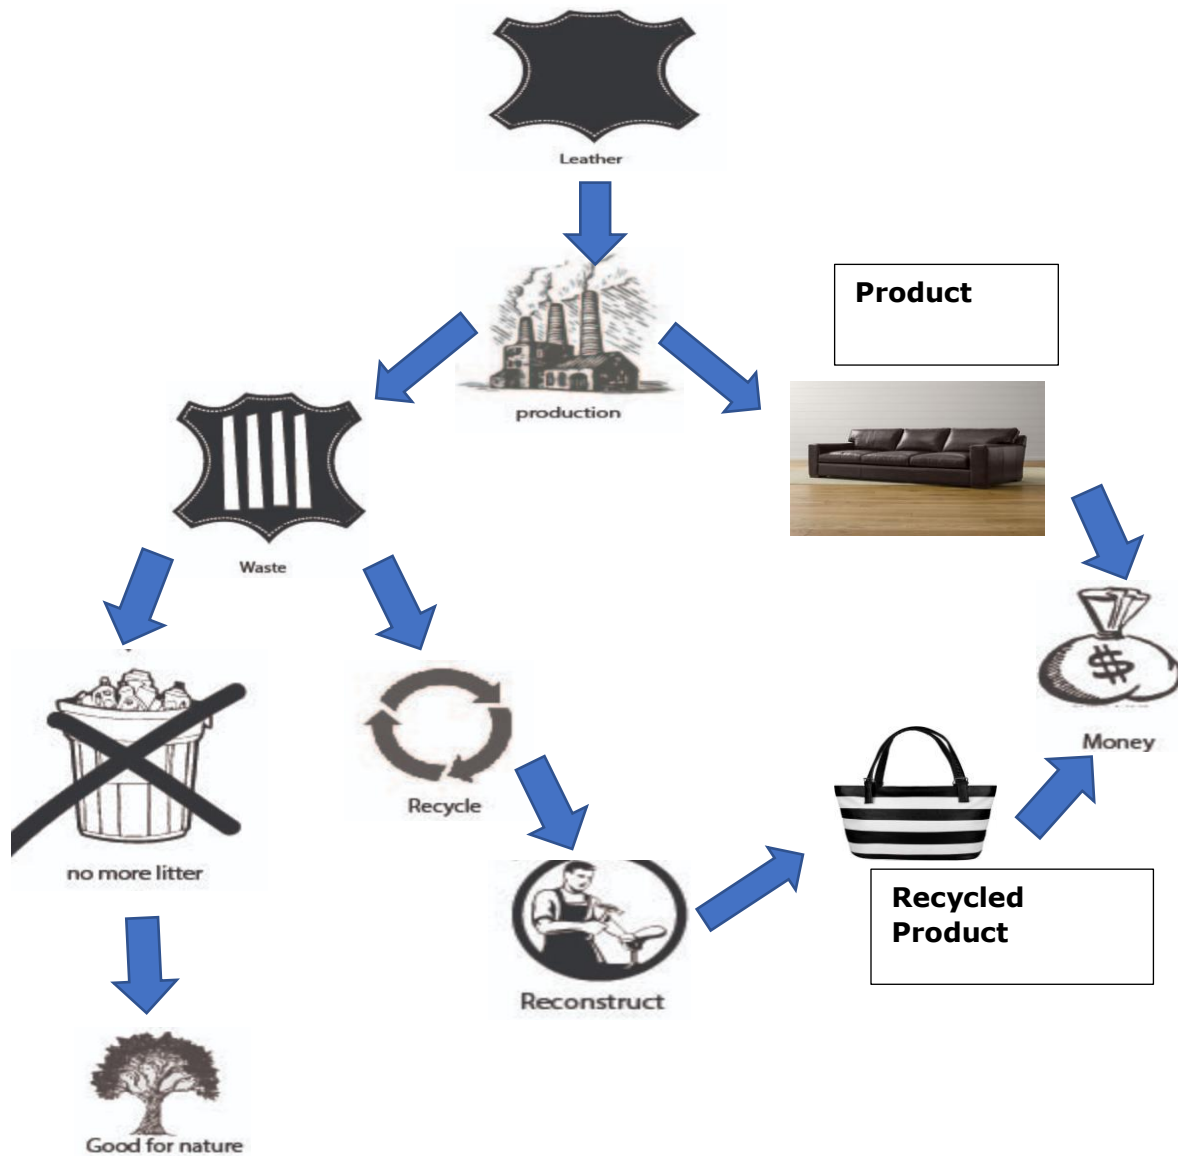 Leather
production
Product
Waste
$
Money
no more litter
Recycle
Reconstruct
Recycled
Product
Good for nature